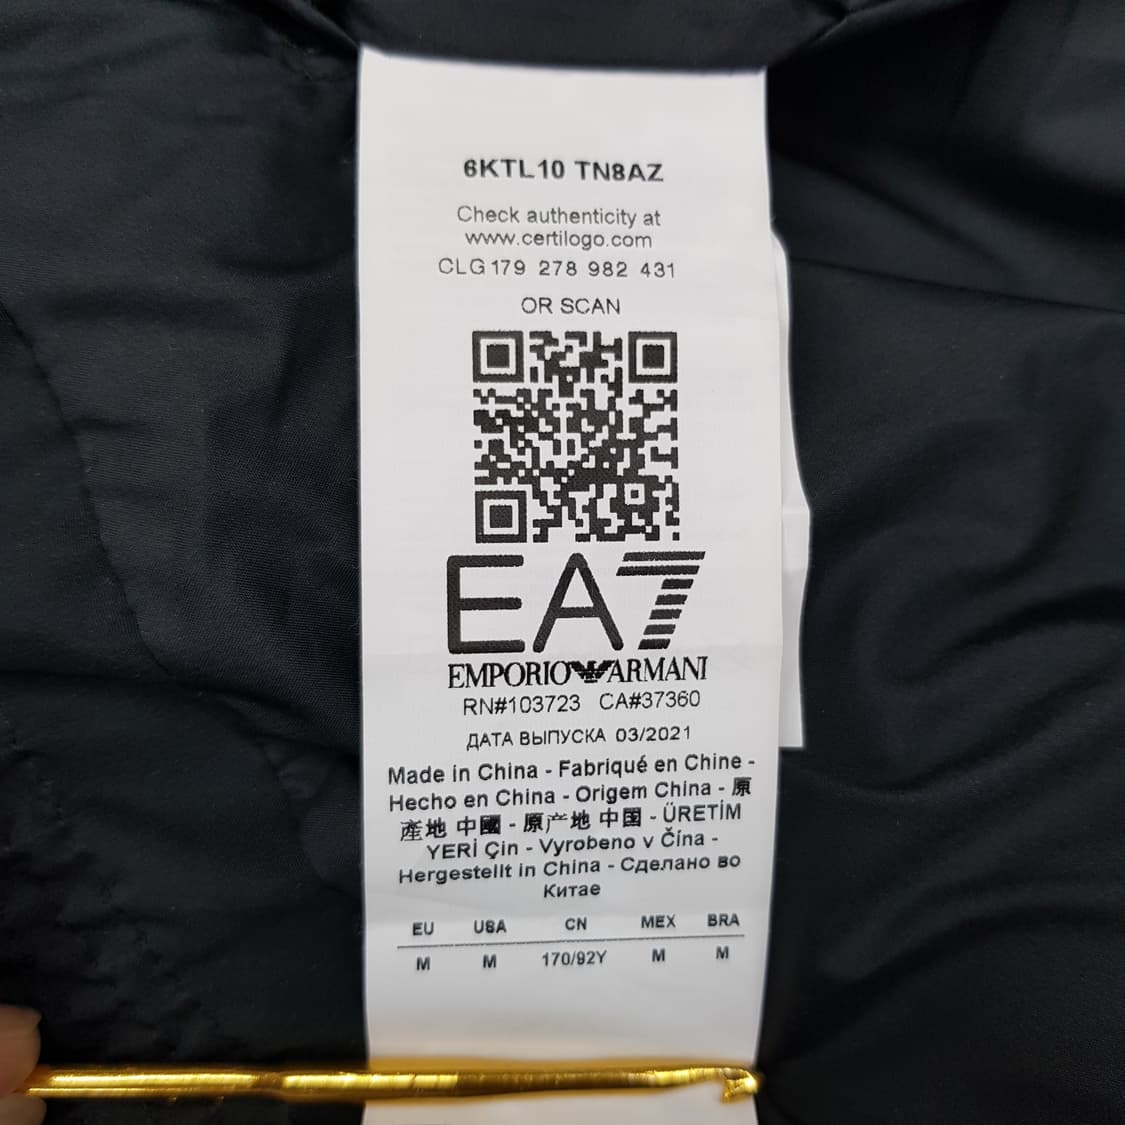 6KTL10 TN8AZ
Check authenticity at
www.certilogo.com
CLG179 278 982 431
OR SCAN
EA7
EMPORIO ARMANI
RN#103723 CA#37360
ДАТА ВЫПУСКА 03/2021
Made in China - Fabriqué en Chine -
Hecho en China - Origem China - 原
產地 中國 - 原产地 中国 - ÜRETİM
YERİ Çin - Vyrobeno v Čína -
Hergestellt in China - Сделано во
Китае
EU USA CN MEX BRA
M M 170/92Y M M